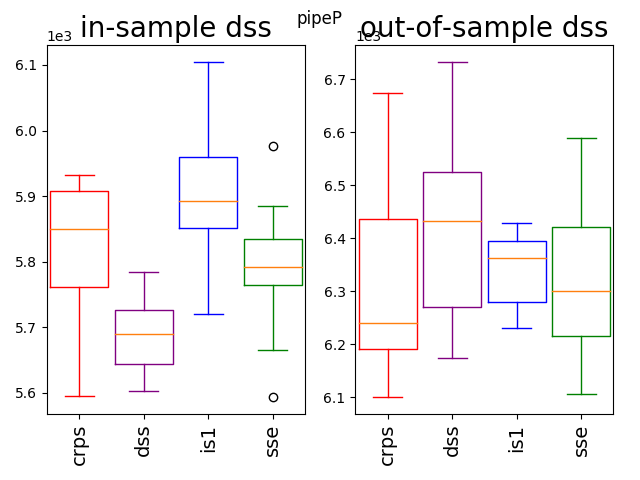 pipeP
in-sample dss
out-of-sample dss
1e3
6.1
6.0
5.9
5.8
5.7
5.6
crps
dss
is1
sse
1e3
6.7
6.6
6.5
6.4
6.3
6.2
6.1
crps
dss
is1
sse